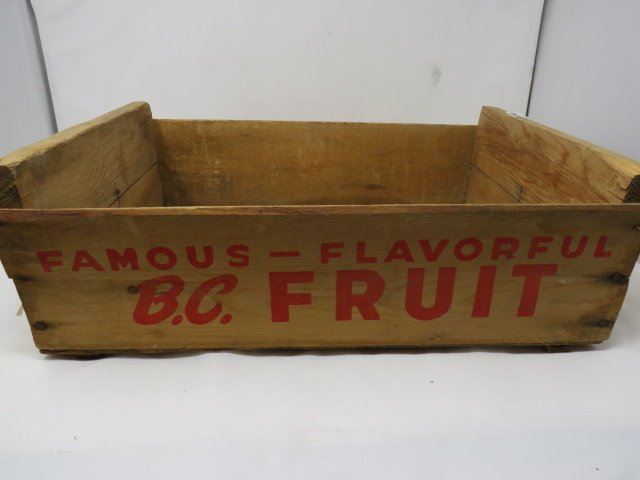 FAMOUS — FLAVORFUL
B.C. FRUIT